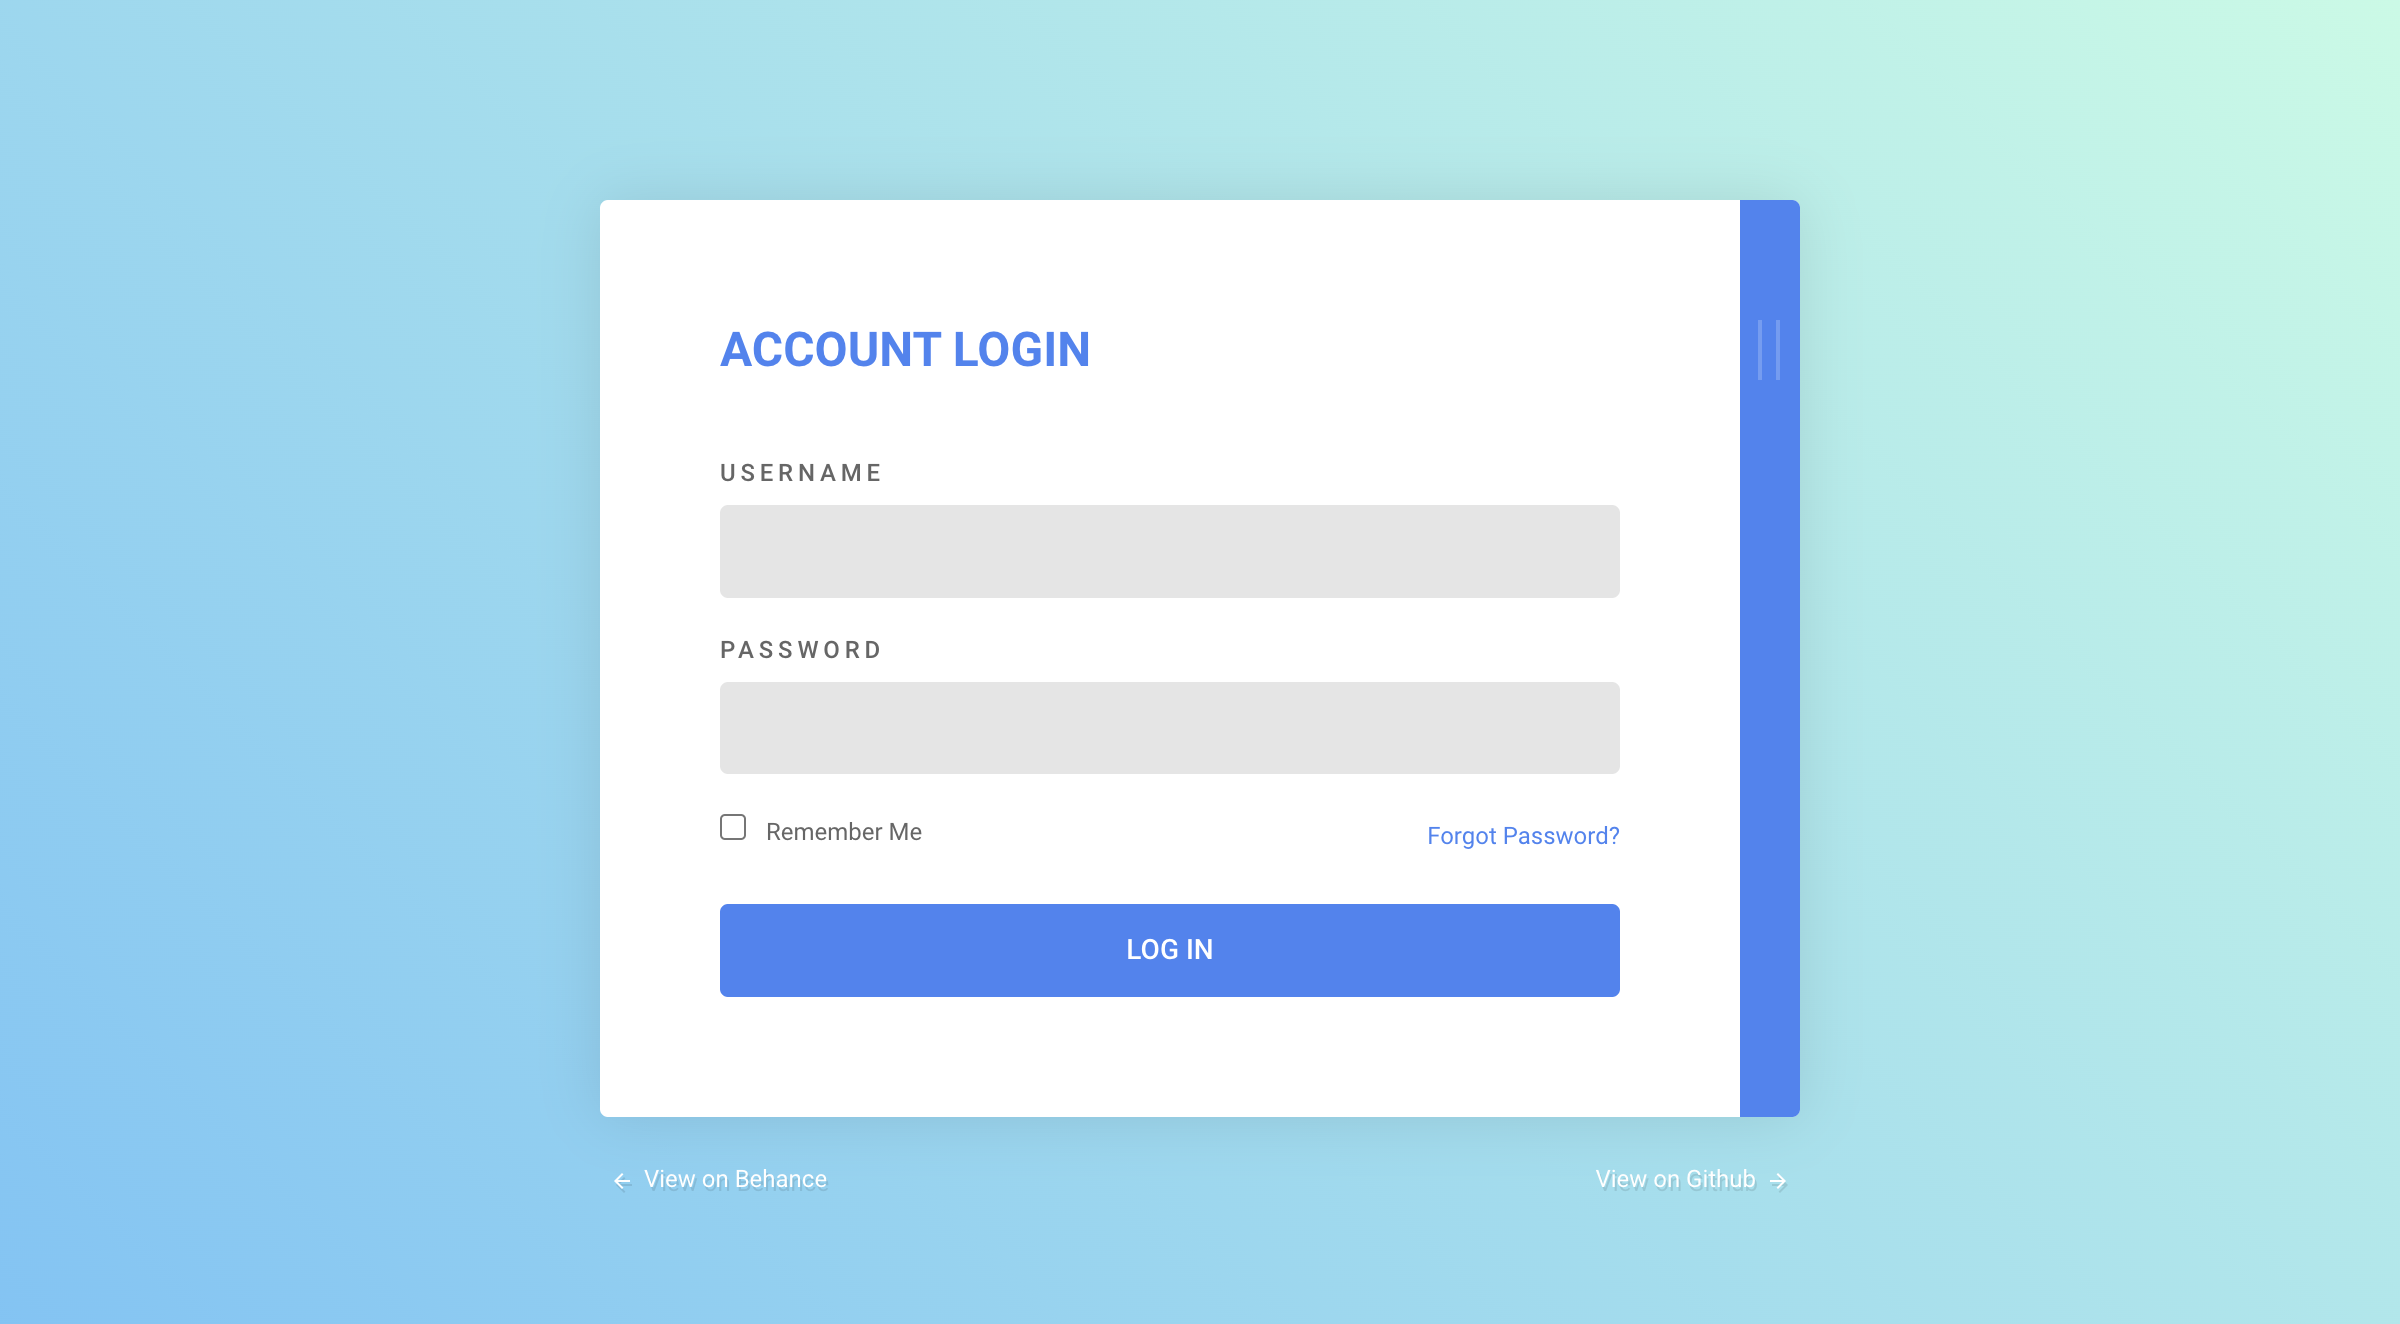 ACCOUNT LOGIN
USERNAME
PASSWORD
Remember Me
Forgot Password?
LOG IN
View on Behance
View on Github